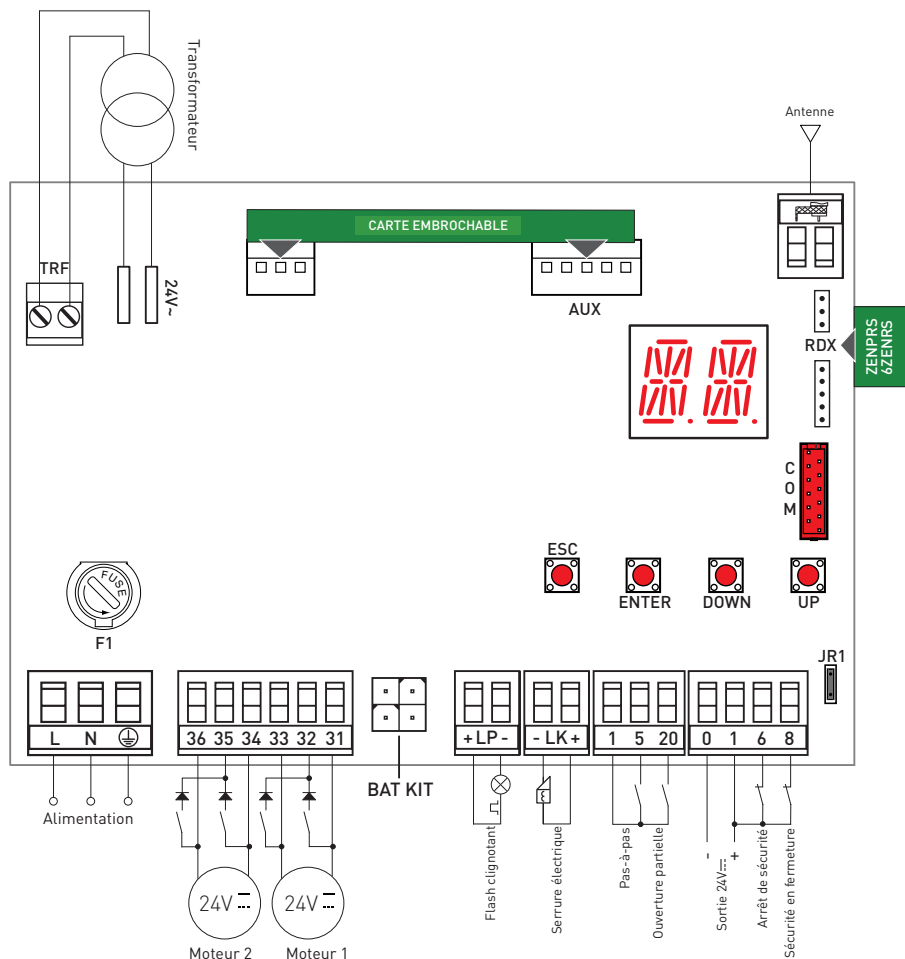 Transformateur
Antenne
CARTE EMBROCHABLE
TRF
24V~
AUX
RDX
ZENPRS
6ZENRS
COM
ESC
ENTER
DOWN
UP
FUSE
F1
JR1
L N
36 35 34 33 32 31
BAT KIT
+ LP -
- LK +
1 5 20
0 1 6 8
Alimentation
24V
24V
Moteur 2
Moteur 1
Flash clignotant
Serrure électrique
Pas-à-pas
Ouverture partielle
- +
Sortie 24V
Arrêt de sécurité
Sécurité en fermeture